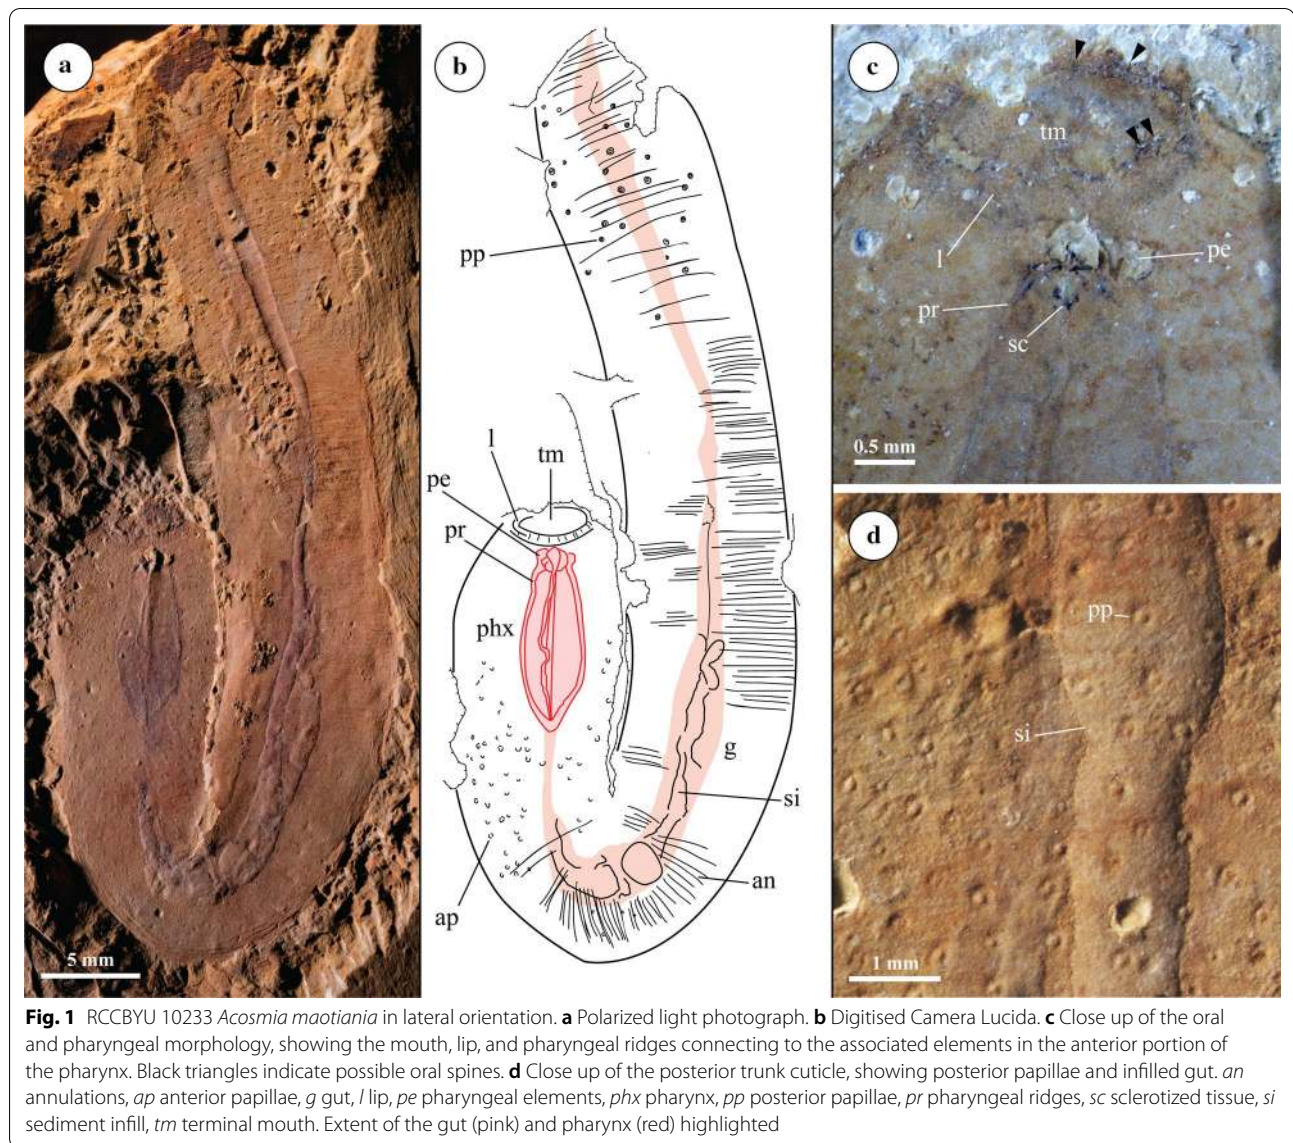 a
5 mm
b
pp
l
tm
pe
pr
phx
g
si
an
ap
c
tm
l
pe
pr
sc
0.5 mm
d
pp
si
1 mm
Fig. 1 RCCBYU 10233 Acosmia maotiania in lateral orientation. a Polarized light photograph. b Digitised Camera Lucida. c Close up of the oral
and pharyngeal morphology, showing the mouth, lip, and pharyngeal ridges connecting to the associated elements in the anterior portion of
the pharynx. Black triangles indicate possible oral spines. d Close up of the posterior trunk cuticle, showing posterior papillae and infilled gut. an
annulations, ap anterior papillae, g gut, l lip, pe pharyngeal elements, phx pharynx, pp posterior papillae, pr pharyngeal ridges, sc sclerotized tissue, si
sediment infill, tm terminal mouth. Extent of the gut (pink) and pharynx (red) highlighted